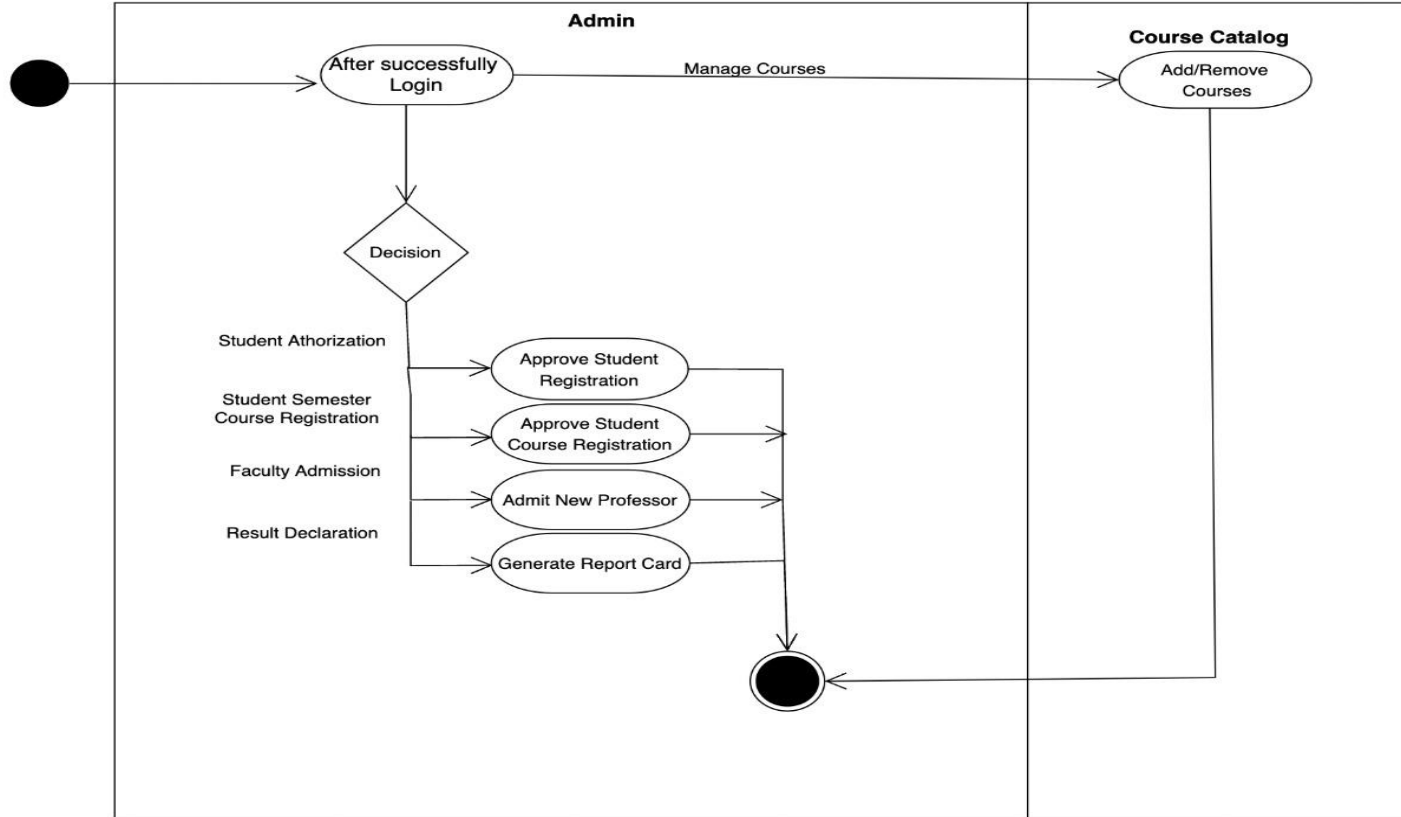 Admin
Course Catalog
After successfully
Login
Manage Courses
Add/Remove
Courses
Decision
Student Athorization
Approve Student
Registration
Student Semester
Course Registration
Approve Student
Course Registration
Faculty Admission
Admit New Professor
Result Declaration
Generate Report Card